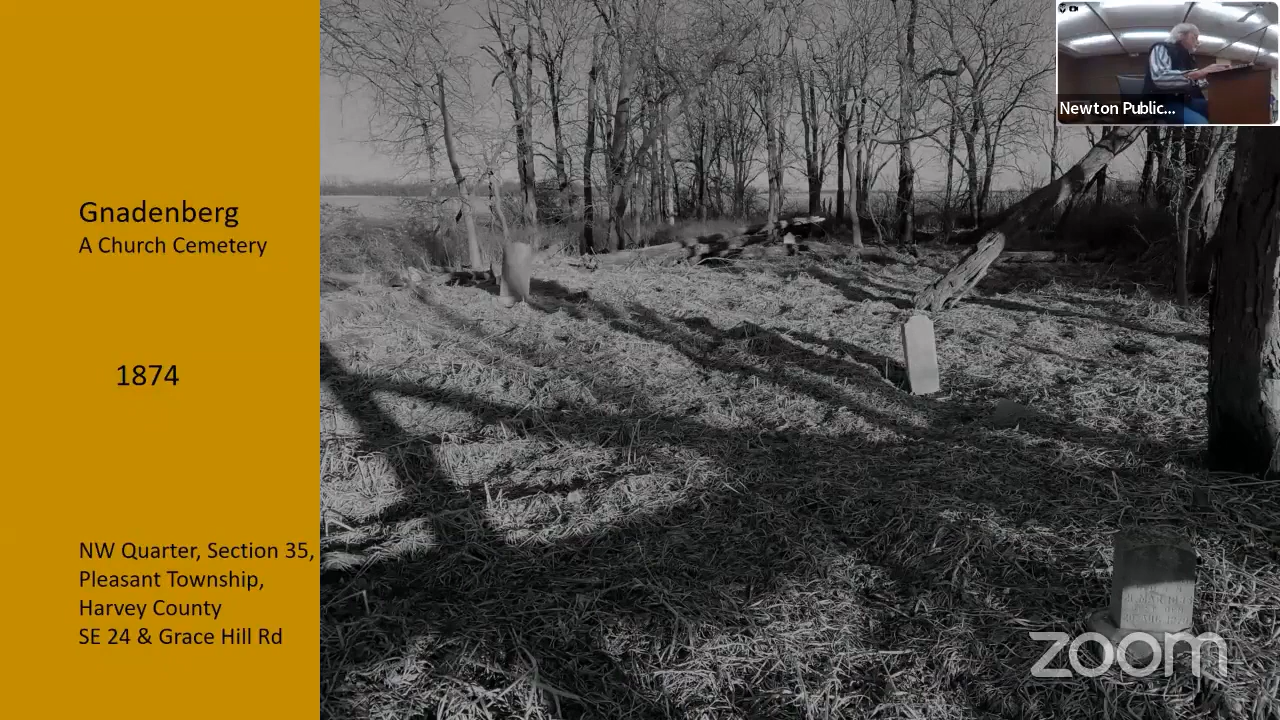 Gnadenberg
A Church Cemetery
1874
NW Quarter, Section 35,
Pleasant Township,
Harvey County
SE 24 & Grace Hill Rd
Newton Public...
zoom